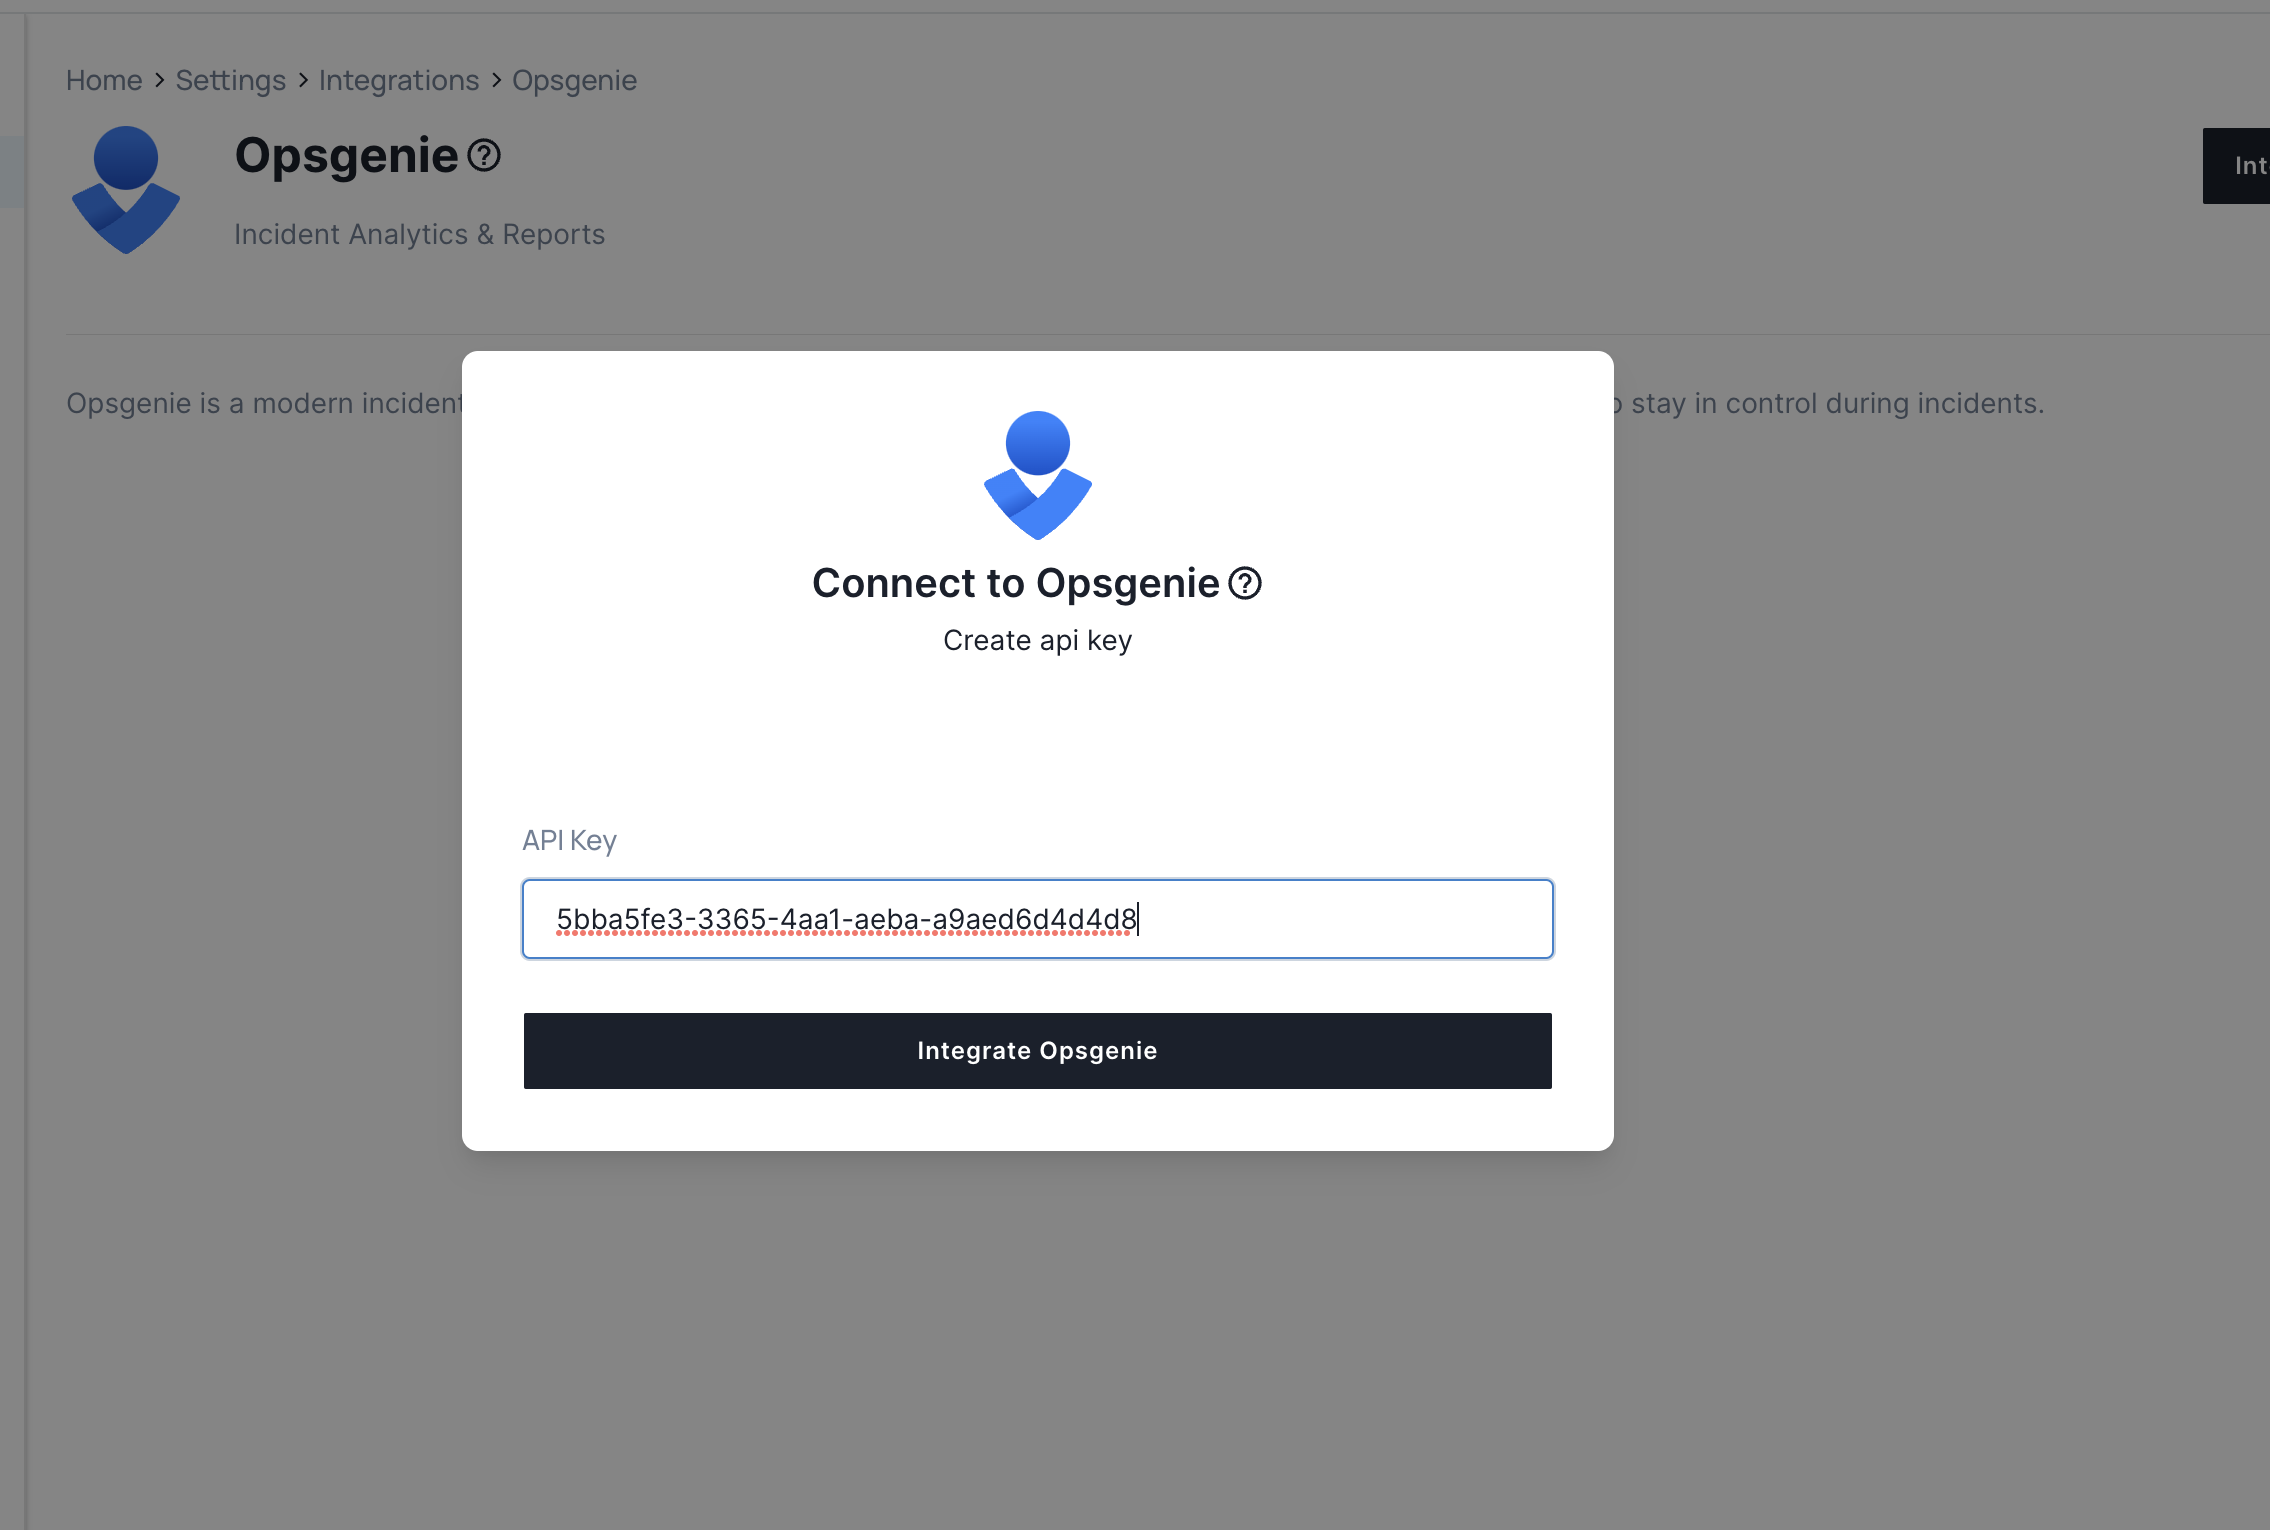 Home > Settings > Integrations > Opsgenie
Opsgenie
Incident Analytics & Reports
Int
Opsgenie is a modern incident
stay in control during incidents.
Connect to Opsgenie
Create api key
API Key
5bba5fe3-3365-4aa1-aeba-a9aed6d4d4d8
Integrate Opsgenie